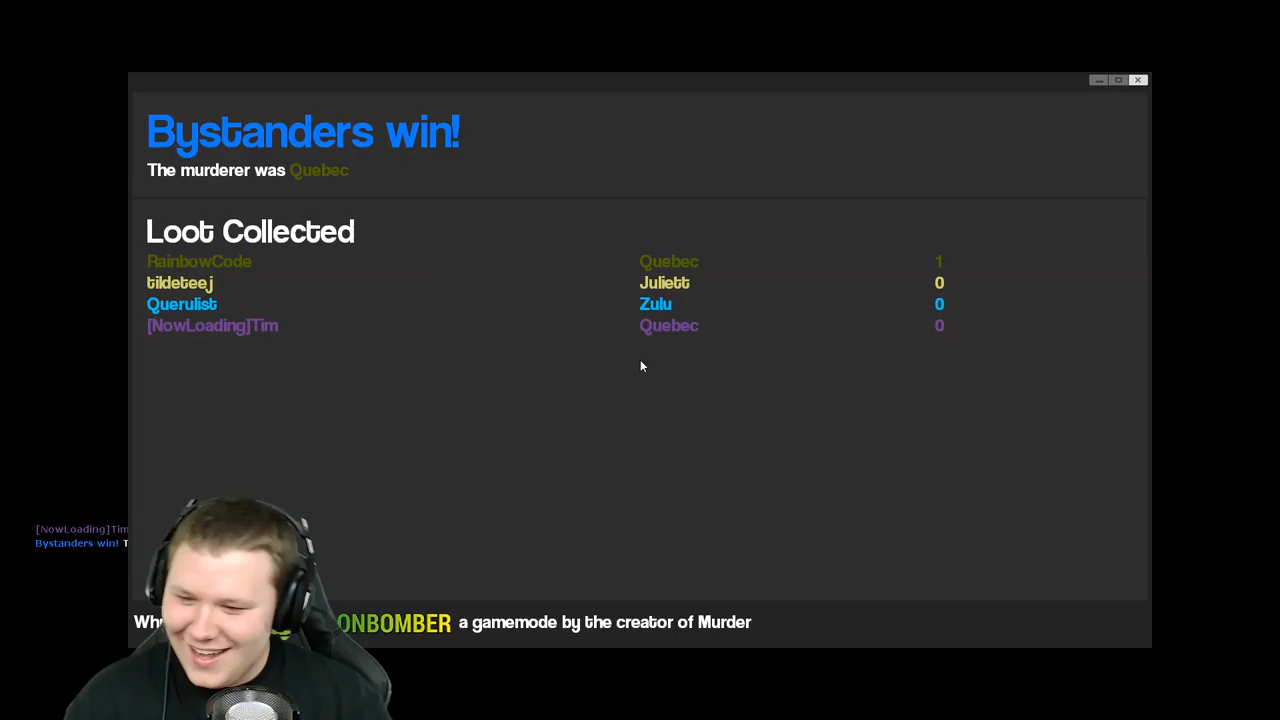 Bystanders win!
The murderer was Quebec
Loot Collected
RainbowCode Quebec 1
tildeteej Juliett 0
Querulist Zulu 0
[NowLoading]Tim Quebec 0
[NowLoading]Tim
Bystanders win! T
ONBOMBER a gamemode by the creator of Murder